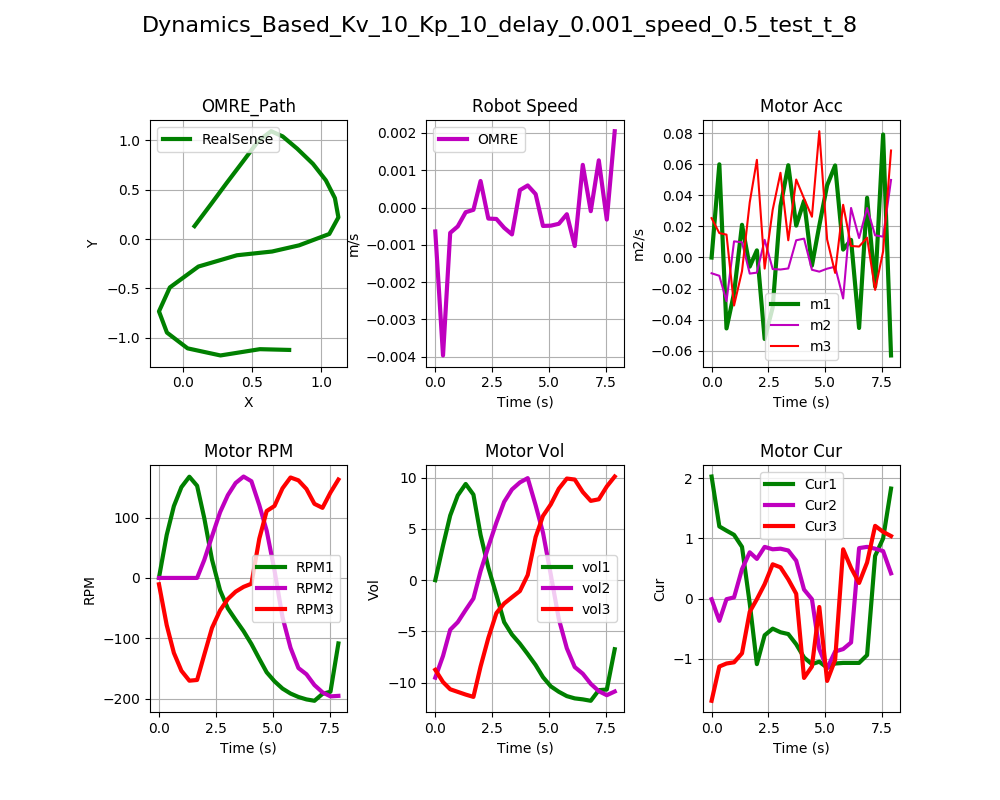 Dynamics_Based_Kv_10_Kp_10_delay_0.001_speed_0.5_test_t_8
OMRE_Path
RealSense
1.0
0.5
0.0
−0.5
−1.0
Y
0.0 0.5 1.0
X
Robot Speed
OMRE
0.002
0.001
0.000
−0.001
−0.002
−0.003
−0.004
m/s
0.0 2.5 5.0 7.5
Time (s)
Motor Acc
0.08
0.06
0.04
0.02
0.00
−0.02
−0.04
−0.06
m2/s
m1
m2
m3
0.0 2.5 5.0 7.5
Time (s)
Motor RPM
100
0
−100
−200
RPM
RPM1
RPM2
RPM3
0.0 2.5 5.0 7.5
Time (s)
Motor Vol
10
5
0
−5
−10
Vol
vol1
vol2
vol3
0.0 2.5 5.0 7.5
Time (s)
Motor Cur
2
1
0
−1
Cur
Cur1
Cur2
Cur3
0.0 2.5 5.0 7.5
Time (s)